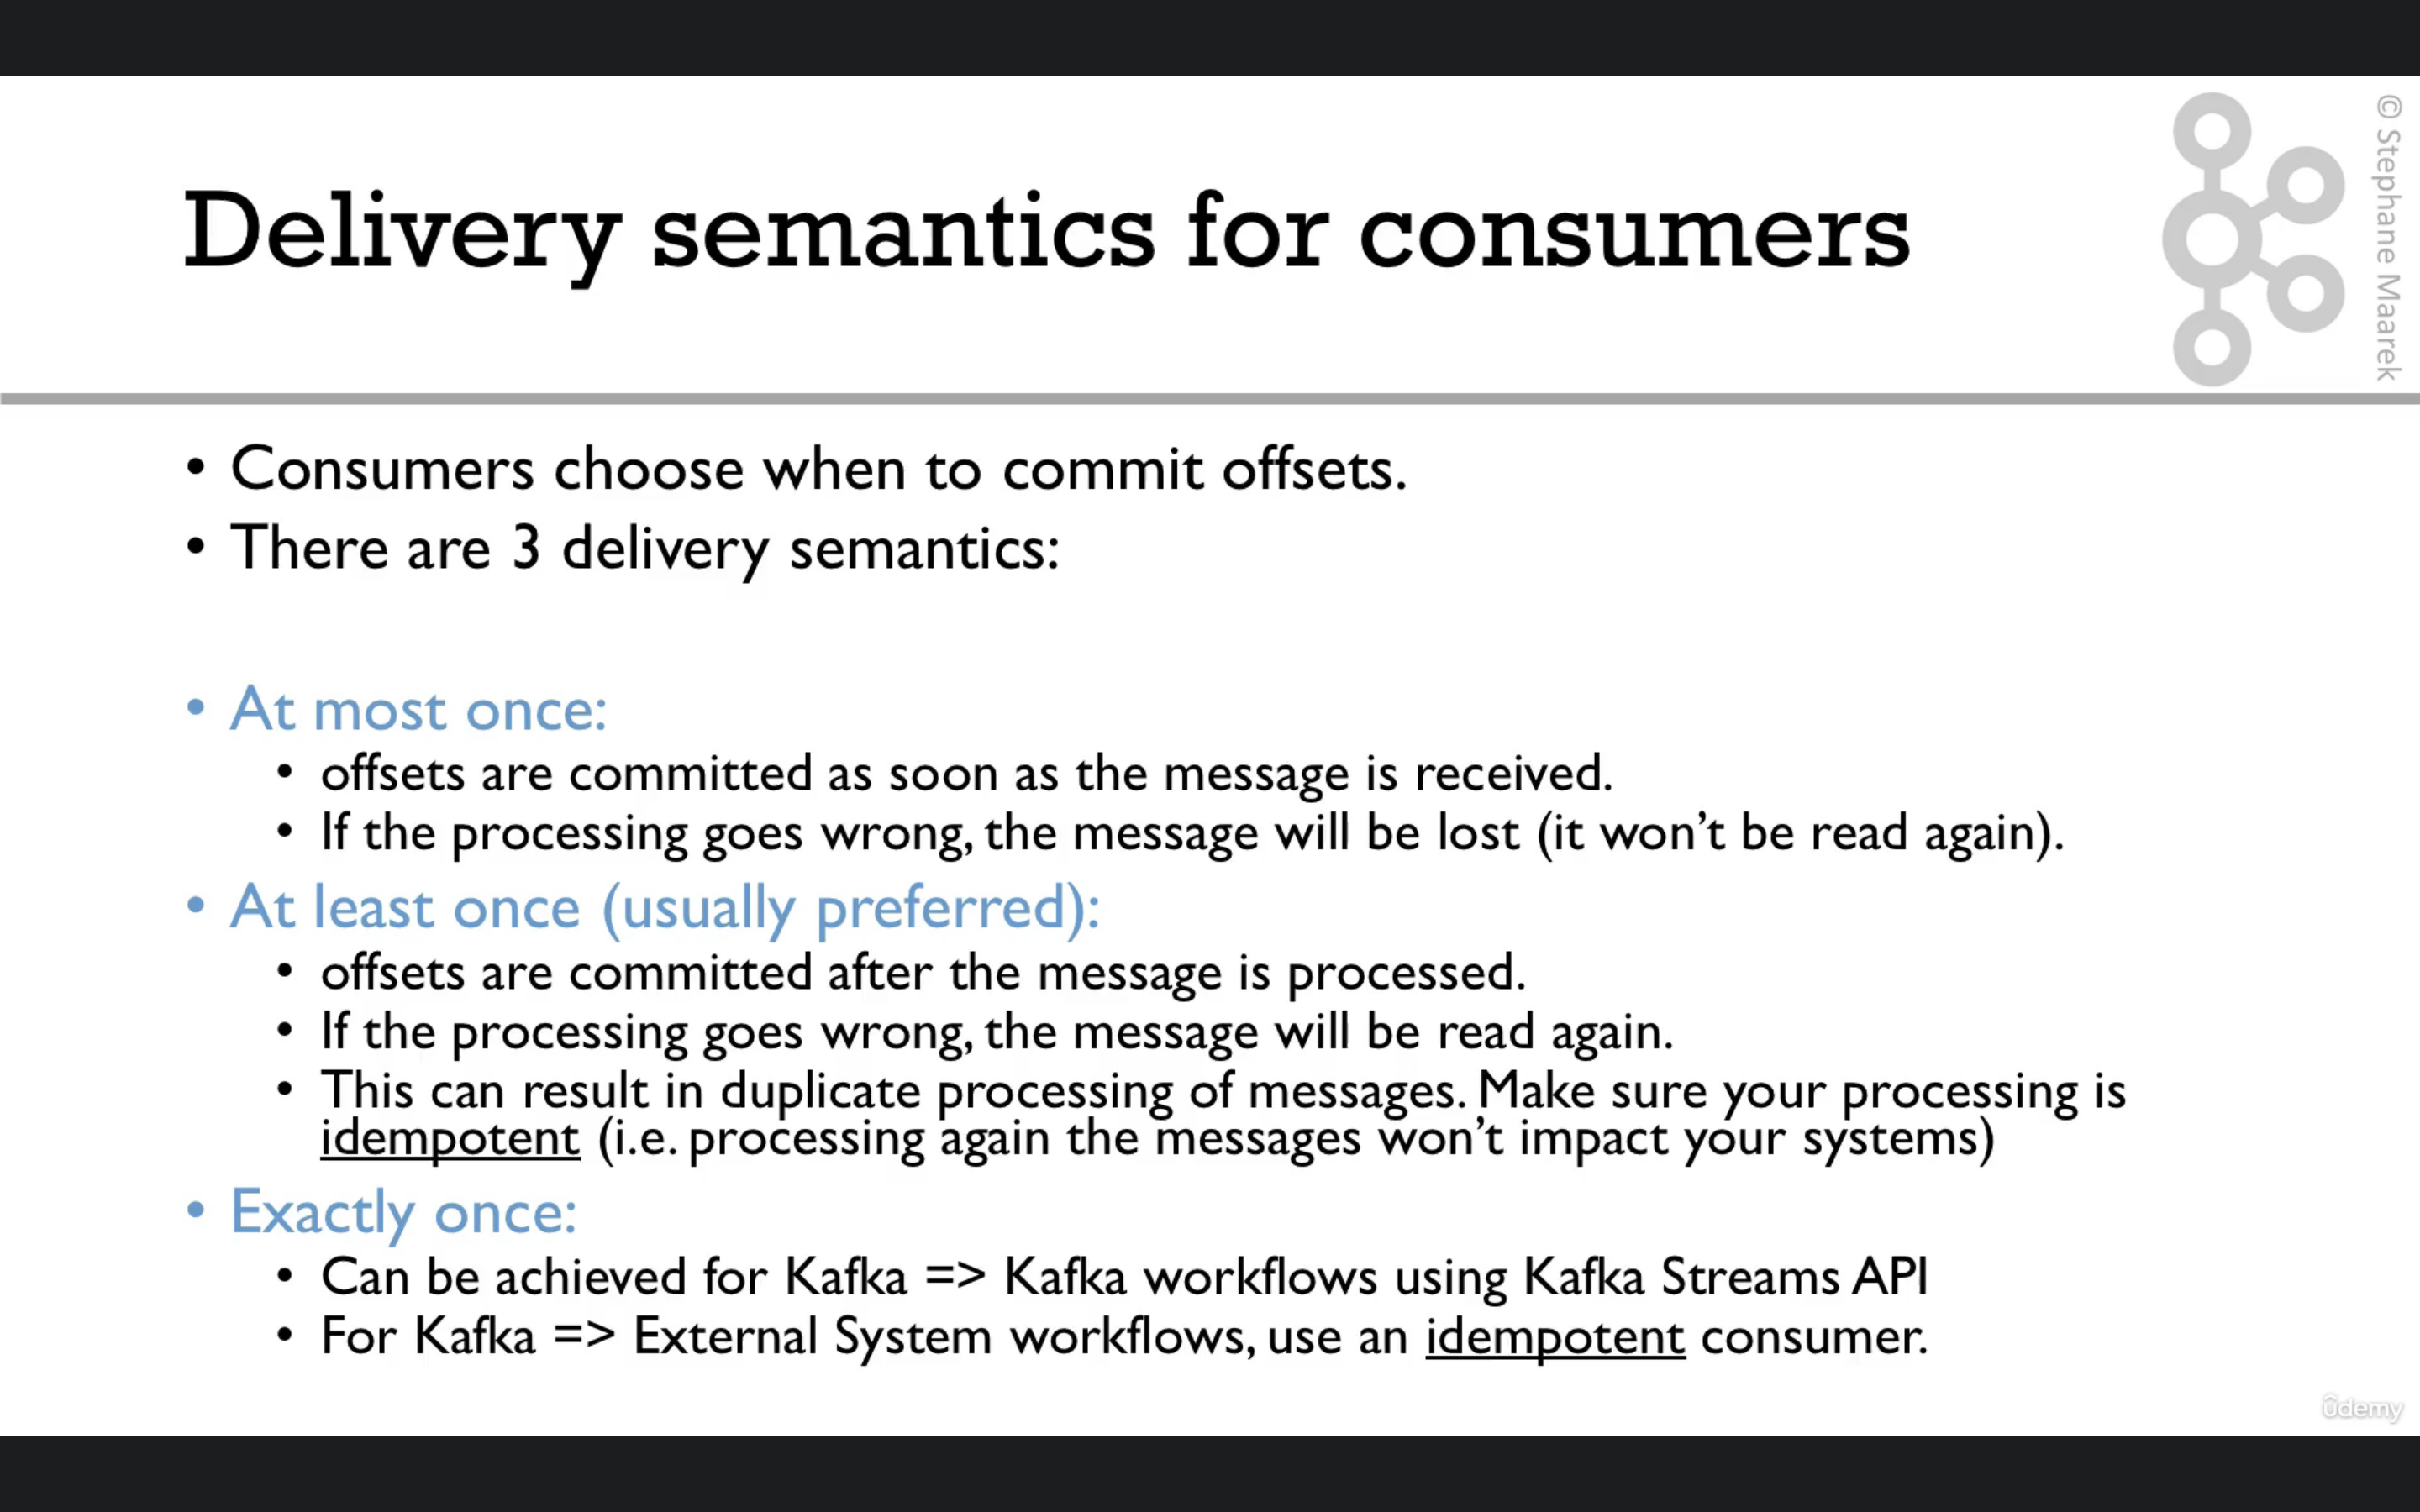 Delivery semantics for consumers
© Stephane Maarek
• Consumers choose when to commit offsets.
• There are 3 delivery semantics:
• At most once:
• offsets are committed as soon as the message is received.
• If the processing goes wrong, the message will be lost (it won’t be read again).
• At least once (usually preferred):
• offsets are committed after the message is processed.
• If the processing goes wrong, the message will be read again.
• This can result in duplicate processing of messages. Make sure your processing is
idempotent (i.e. processing again the messages won’t impact your systems)
• Exactly once:
• Can be achieved for Kafka => Kafka workflows using Kafka Streams API
• For Kafka => External System workflows, use an idempotent consumer.
ûdemy